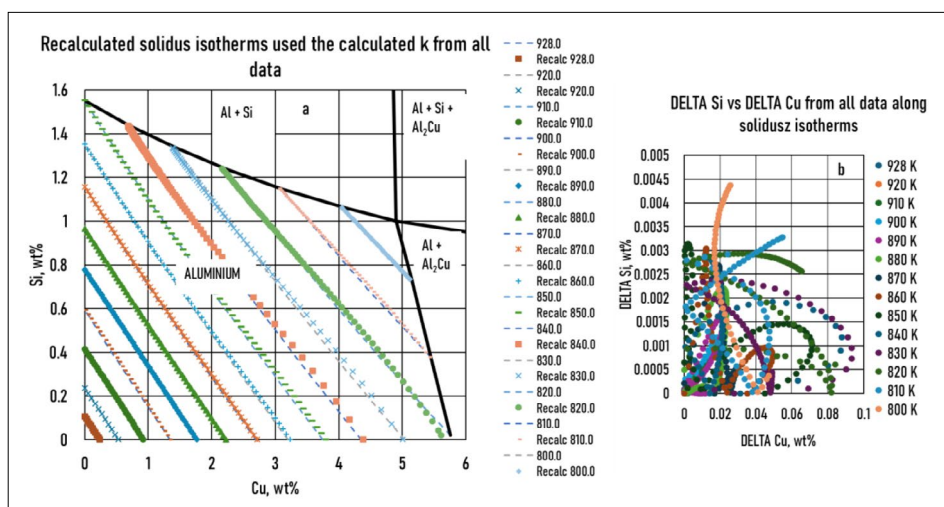 Recalculated solidus isotherms used the calculated k from all
data
a
Si, wt%
1.6
1.4
1.2
1
0.8
0.6
0.4
0.2
0
Al + Si
Al + Si +
Al₂Cu
Al +
Al₂Cu
ALUMINIUM
0 1 2 3 4 5 6
Cu, wt%
928.0
Recalc 928.0
920.0
Recalc 920.0
910.0
Recalc 910.0
900.0
Recalc 900.0
890.0
Recalc 890.0
880.0
Recalc 880.0
870.0
Recalc 870.0
860.0
Recalc 860.0
850.0
Recalc 850.0
840.0
Recalc 840.0
830.0
Recalc 830.0
820.0
Recalc 820.0
810.0
Recalc 810.0
800.0
Recalc 800.0
DELTA Si vs DELTA Cu from all data along
solidusz isotherms
b
DELTA Si, wt%
0.005
0.0045
0.004
0.0035
0.003
0.0025
0.002
0.0015
0.001
0.0005
0
0 0.02 0.04 0.06 0.08 0.1
DELTA Cu, wt%
928 K
920 K
910 K
900 K
890 K
880 K
870 K
860 K
850 K
840 K
830 K
820 K
810 K
800 K